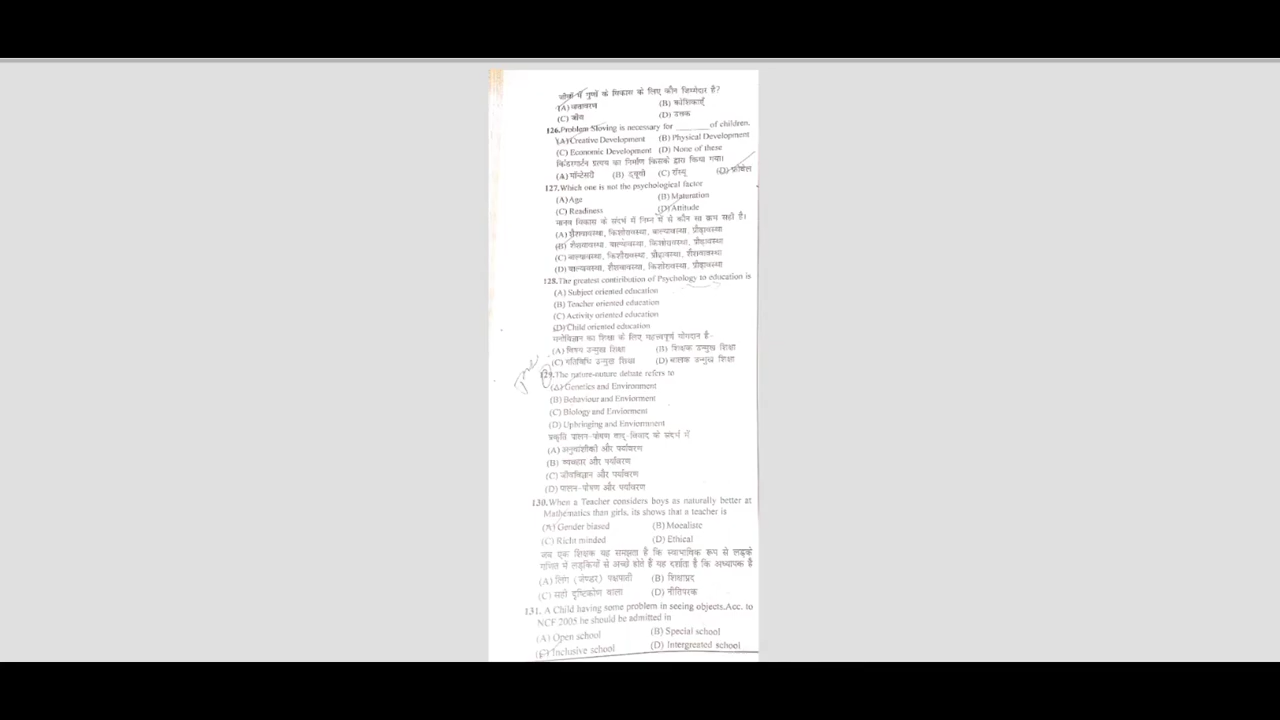 जीवों में गुणों के विकास के लिए कौन जिम्मेदार है?
(A) वातावरण (B) कोशिकाएँ
(C) जीव (D) उत्तक
126.Problem Sloving is necessary for ______ of children.
(A) Creative Development (B) Physical Development
(C) Economic Development (D) None of these
किंडरगार्टन प्रत्यय का निर्माण किसके द्वारा किया गया।
(A) मॉण्टेसरी (B) ड्यूवी (C) रॉस्यू (D) फ्रॉबेल
127.Which one is not the psychological factor
(A) Age (B) Maturation
(C) Readiness (D) Attitude
मानव विकास के संदर्भ में निम्न में से कौन सा क्रम सही है।
(A) शैशवावस्था, किशोरावस्था, बाल्यावस्था, प्रौढ़ावस्था
(B) शैशवावस्था, बाल्यावस्था, किशोरावस्था, प्रौढ़ावस्था
(C) बाल्यावस्था, किशोरावस्था, प्रौढ़ावस्था, शैशवावस्था
(D) बाल्यावस्था, शैशवावस्था, किशोरावस्था, प्रौढ़ावस्था
128.The greatest contiribution of Psychology to education is
(A) Subject oriented education
(B) Teacher oriented education
(C) Activity oriented education
(D) Child oriented education
मनोविज्ञान का शिक्षा के लिए महत्त्वपूर्ण योगदान है-
(A) विषय उन्मुख शिक्षा (B) शिक्षक उन्मुख शिक्षा
(C) गतिविधि उन्मुख शिक्षा (D) बालक उन्मुख शिक्षा
129.The nature-nuture debate refers to
(A) Genetics and Environment
(B) Behaviour and Enviorment
(C) Biology and Enviorment
(D) Upbringing and Enviornment
प्रकृति पालन-पोषण वाद-विवाद के संदर्भ में
(A) अनुवांशिकी और पर्यावरण
(B) व्यवहार और पर्यावरण
(C) जीवविज्ञान और पर्यावरण
(D) पालन-पोषण और पर्यावरण
130.When a Teacher considers boys as naturally better at
Mathematics than girls, its shows that a teacher is
(A) Gender biased (B) Moealistc
(C) Richt minded (D) Ethical
जब एक शिक्षक यह समझता है कि स्वाभाविक रूप से लड़के
गणित में लड़कियों से अच्छे होते हैं यह दर्शाता है कि अध्यापक है
(A) लिंग (जेण्डर) पक्षपाती (B) शिक्षाप्रद
(C) सही दृष्टिकोण वाला (D) नीतिपरक
131. A Child having some problem in seeing objects.Acc. to
NCF 2005 he should be admitted in
(A) Open school (B) Special school
(C) Inclusive school (D) Intergreated school